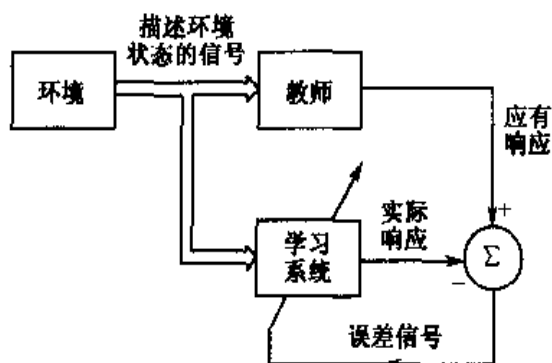 描述环境
状态的信号
环境
教师
应有
响应
+
学习
系统
实际
响应
Σ
−
误差信号